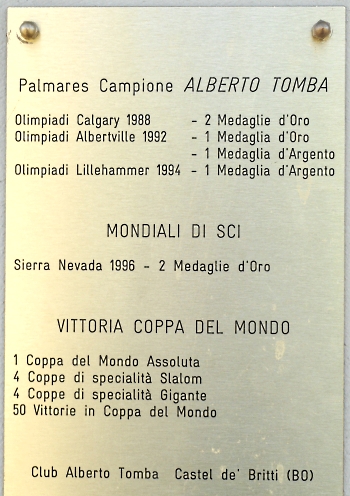 Palmares Campione ALBERTO TOMBA
Olimpiadi Calgary 1988 - 2 Medaglie d'Oro
Olimpiadi Albertville 1992 - 1 Medaglia d'Oro
- 1 Medaglia d'Argento
Olimpiadi Lillehammer 1994 - 1 Medaglia d'Argento
MONDIALI DI SCI
Sierra Nevada 1996 - 2 Medaglie d'Oro
VITTORIA COPPA DEL MONDO
1 Coppa del Mondo Assoluta
4 Coppe di specialità Slalom
4 Coppe di specialità Gigante
50 Vittorie in Coppa del Mondo
Club Alberto Tomba Castel de' Britti (BO)